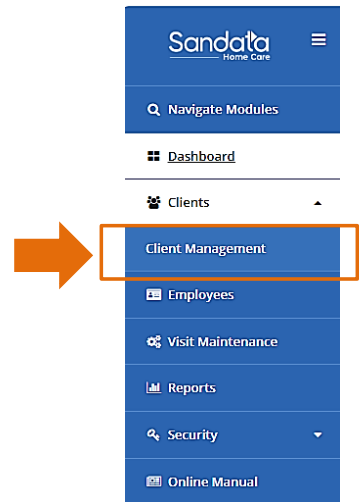 Sandata
Home Care
Navigate Modules
Dashboard
Clients
Client Management
Employees
Visit Maintenance
Reports
Security
Online Manual